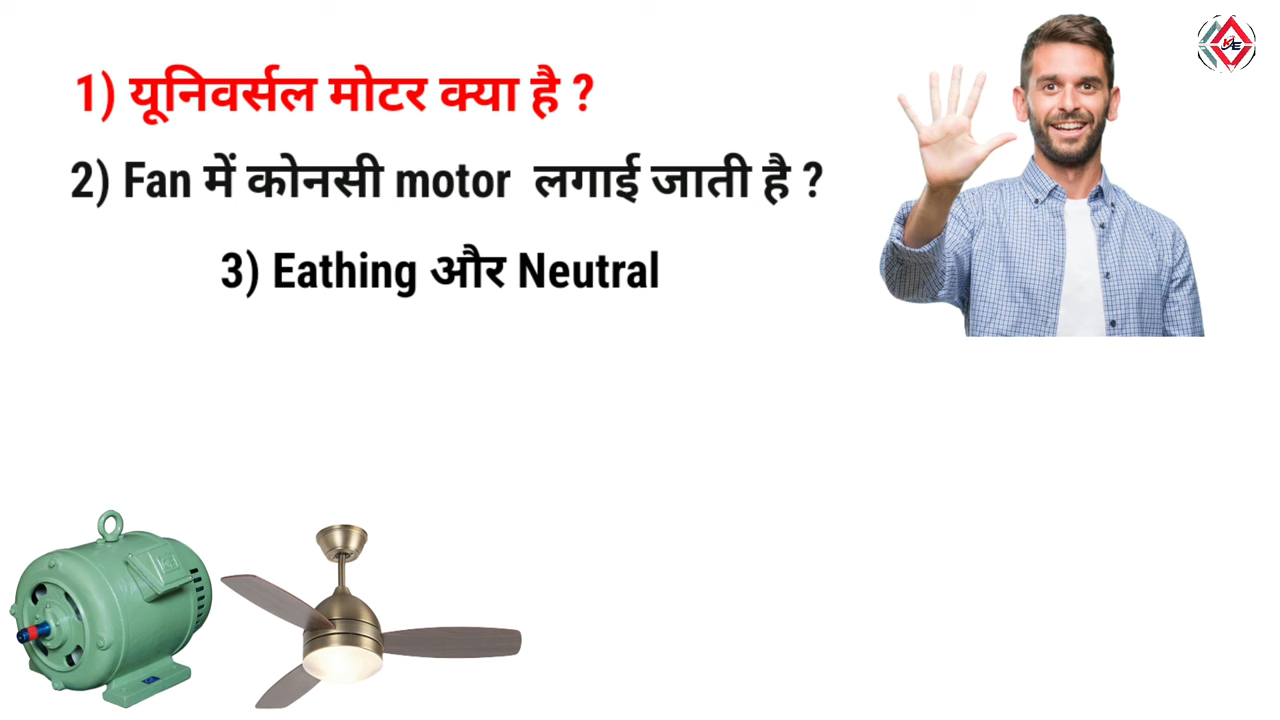 1) यूनिवर्सल मोटर क्या है ?
2) Fan में कोनसी motor लगाई जाती है ?
3) Eathing और Neutral